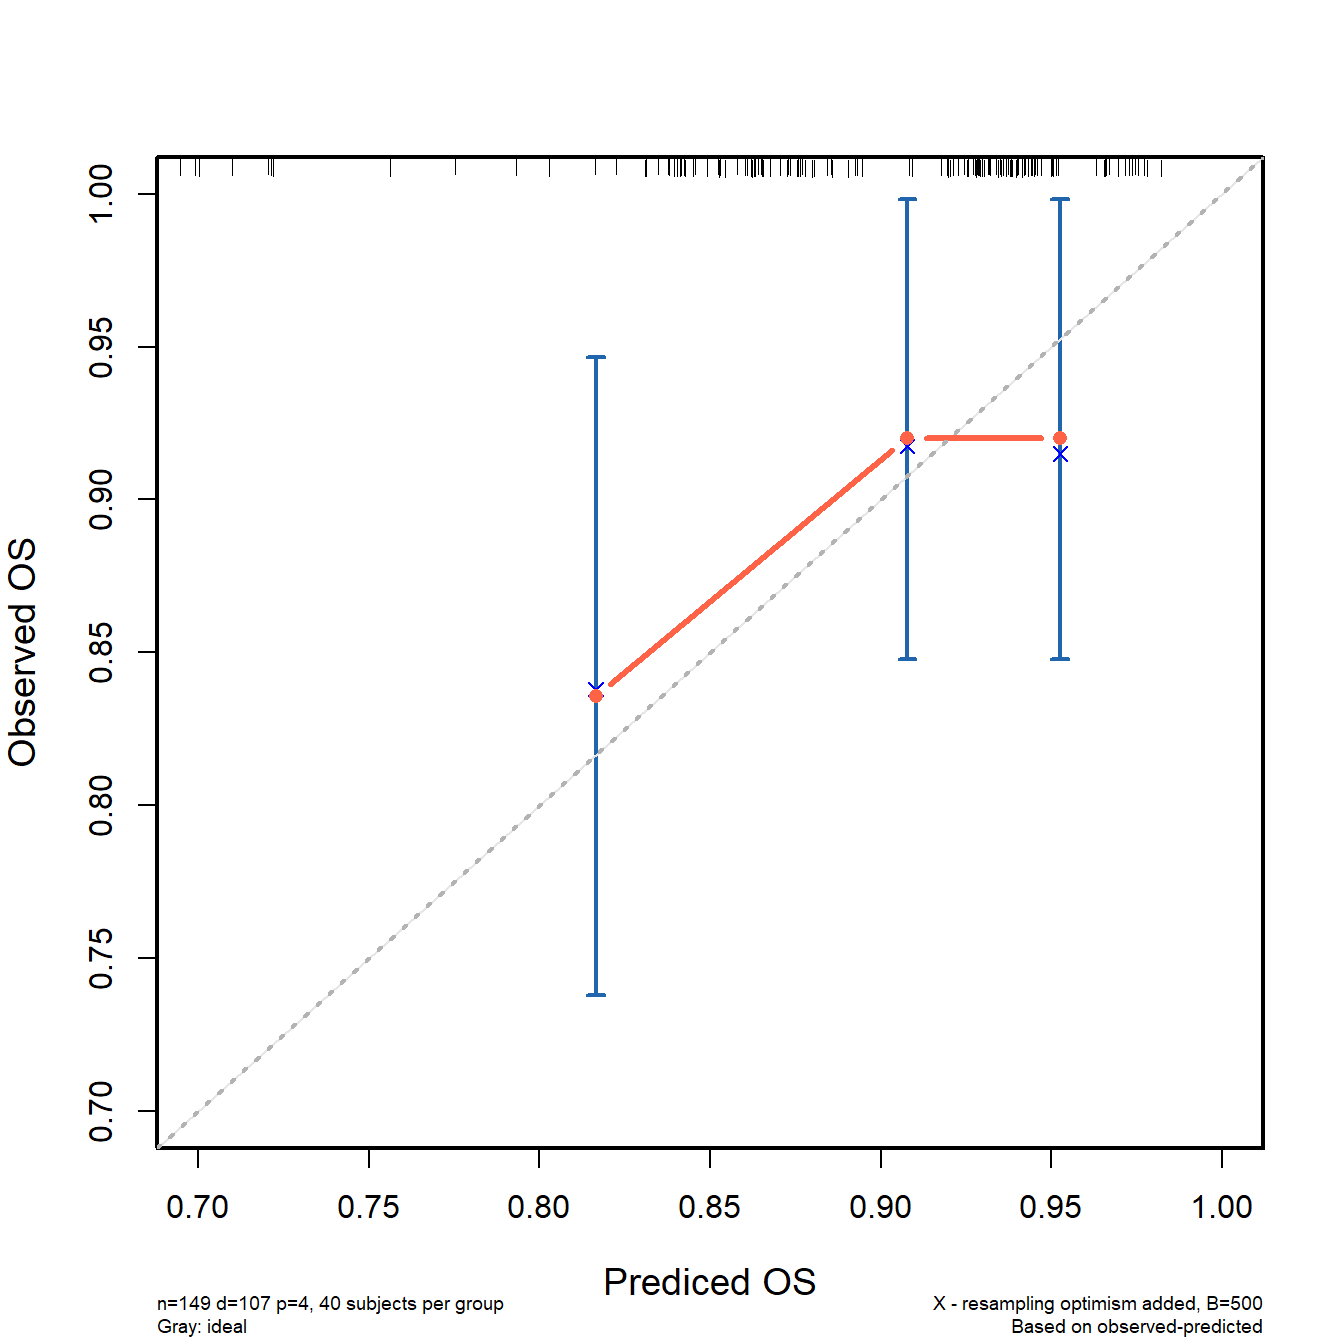 1.00
0.95
0.90
0.85
0.80
0.75
0.70
Observed OS
0.70 0.75 0.80 0.85 0.90 0.95 1.00
Prediced OS
n=149 d=107 p=4, 40 subjects per group
Gray: ideal
X - resampling optimism added, B=500
Based on observed-predicted